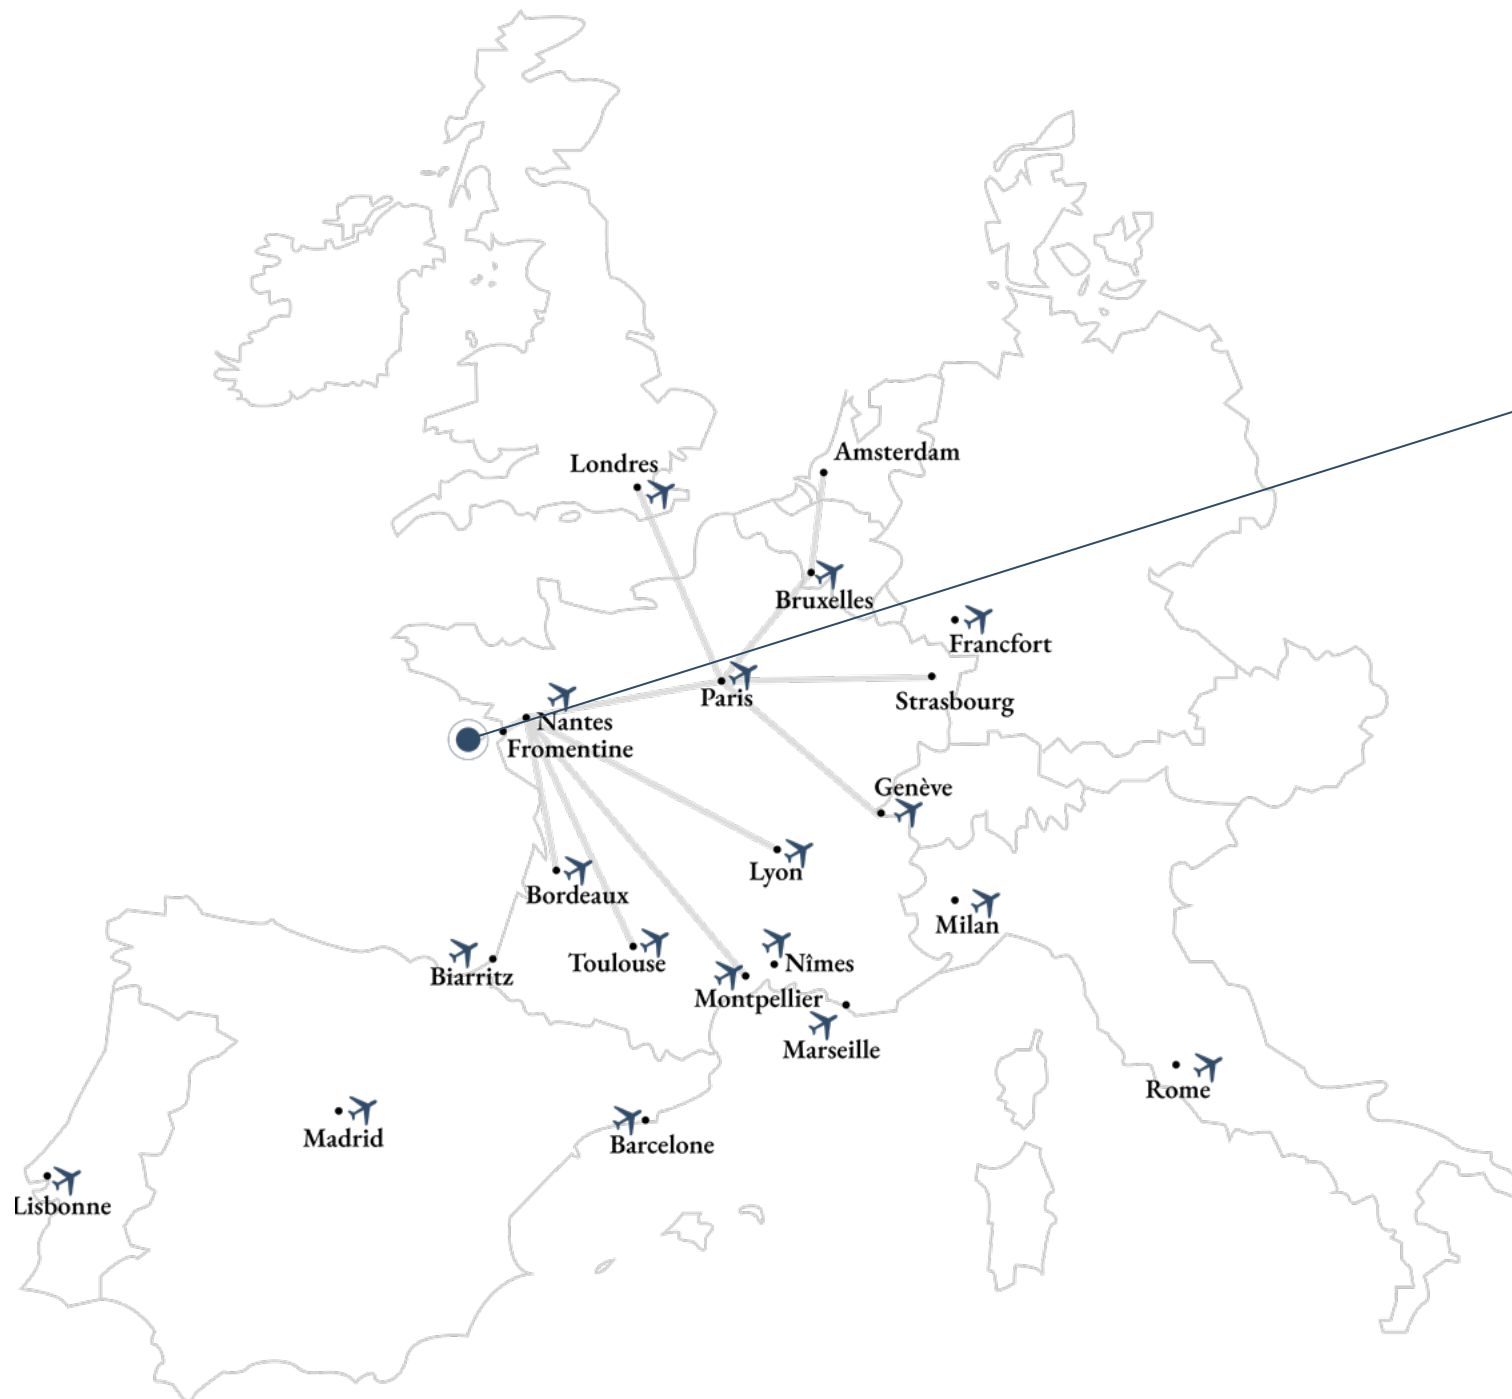 Amsterdam
Londres
Bruxelles
Francfort
Paris
Strasbourg
Nantes
Fromentine
Genève
Lyon
Bordeaux
Milan
Toulouse
Nîmes
Biarritz
Montpellier
Marseille
Rome
Madrid
Barcelone
Lisbonne